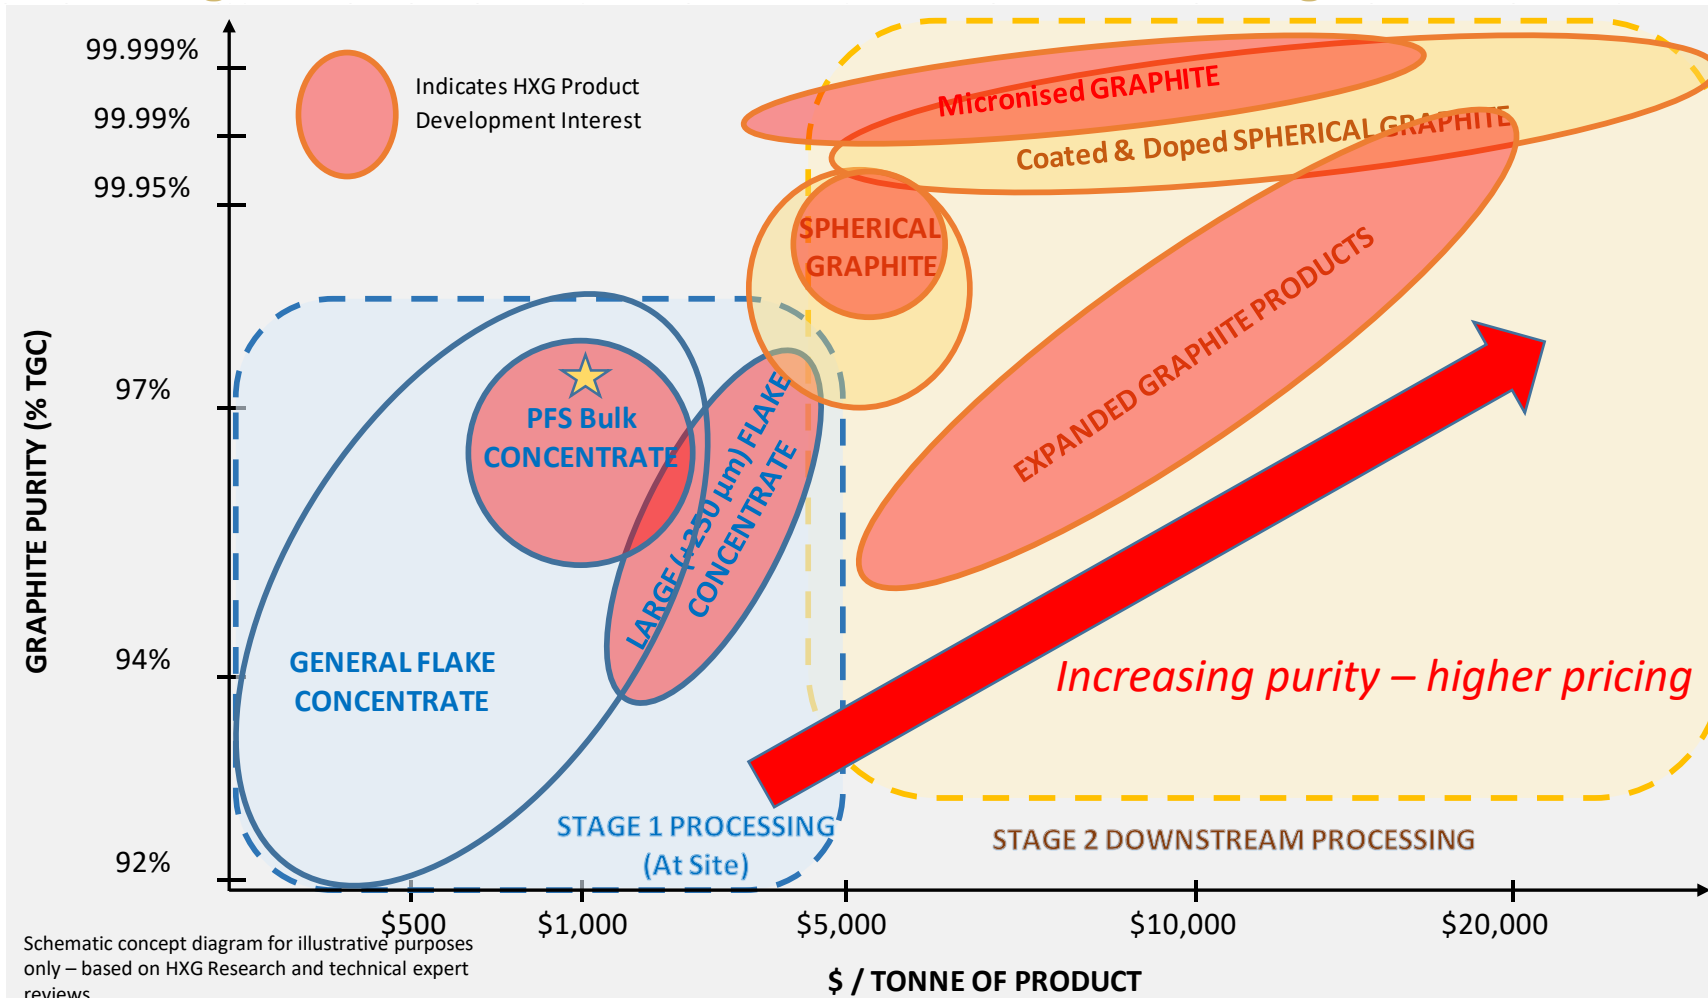 99.999%
99.99%
99.95%
97%
94%
92%
GRAPHITE PURITY (% TGC)
Indicates HXG Product
Development Interest
Micronised GRAPHITE
Coated & Doped SPHERICAL GRAPHITE
SPHERICAL
GRAPHITE
EXPANDED GRAPHITE PRODUCTS
PFS Bulk
CONCENTRATE
LARGE (+250 µm) FLAKE
CONCENTRATE
GENERAL FLAKE
CONCENTRATE
Increasing purity – higher pricing
STAGE 1 PROCESSING
(At Site)
STAGE 2 DOWNSTREAM PROCESSING
$500
$1,000
$5,000
$10,000
$20,000
$ / TONNE OF PRODUCT
Schematic concept diagram for illustrative purposes
only – based on HXG Research and technical expert
reviews